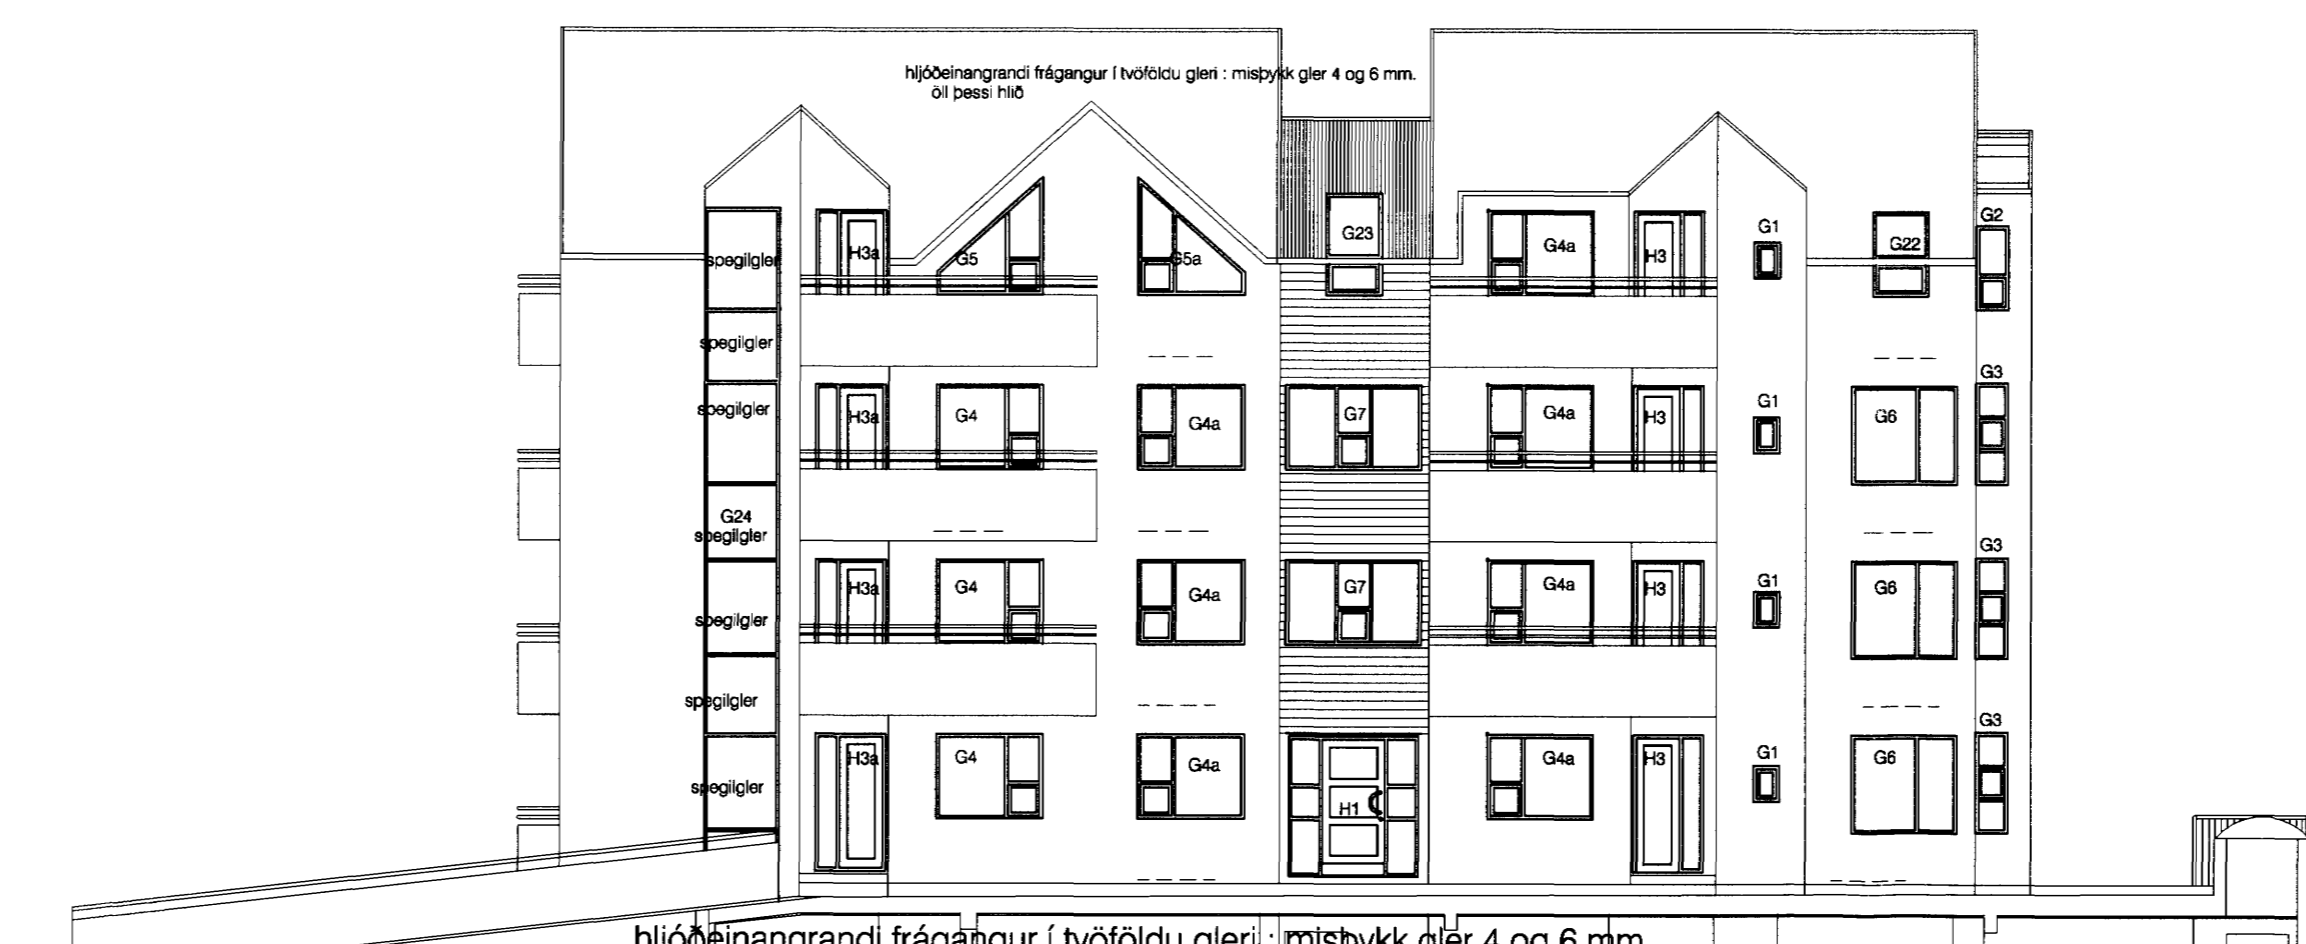 hljóðeinangrandi frágangur í tvöföldu gleri : misþykk gler 4 og 6 mm.
öll þessi hlið
G2
G1
G23
G22
G4a
H3a
H3
G5
G5a
spegilgler
spegilgler
G3
G1
spegilgler
H3a
G4
G4a
G7
G4a
H3
G6
G24
spegilgler
G3
G1
H3a
G4
G4a
G7
G4a
H3
G6
spegilgler
spegilgler
G3
G1
H3a
G4
G4a
G4a
H3
G6
spegilgler
H1
hljóðeinangrandi frágangur í tvöföldu gleri : misþykk gler 4 og 6 mm